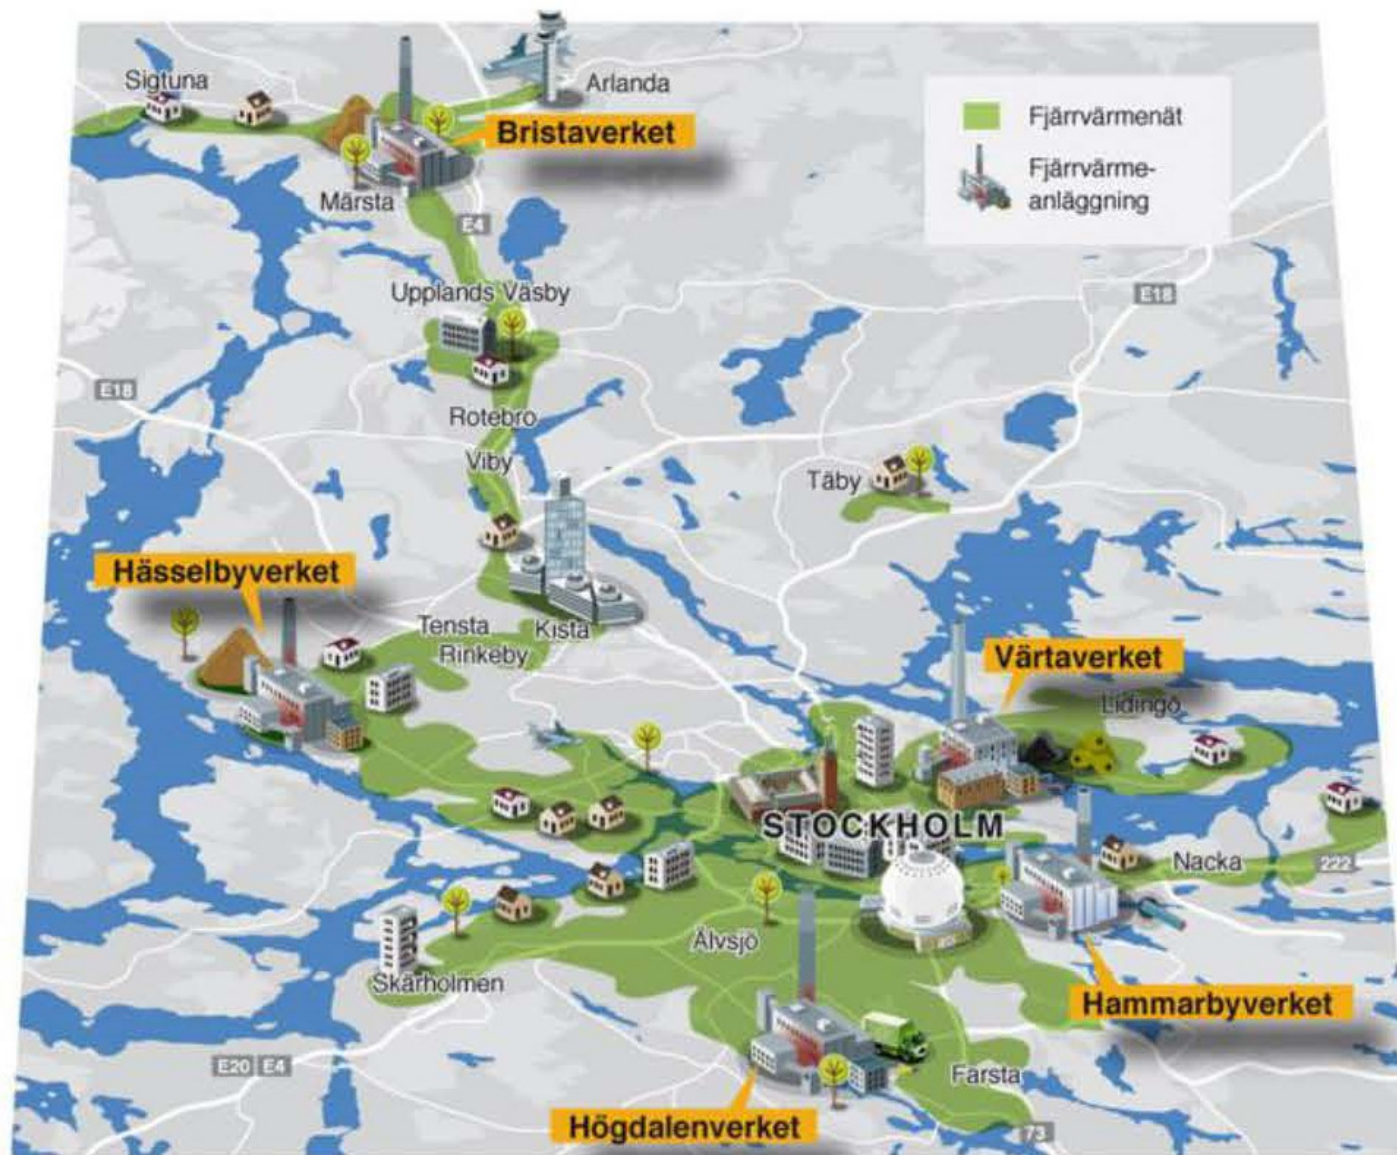 Sigtuna
Arlanda
Bristaverket
Fjärrvärmenät
Fjärrvärme-
anläggning
Märsta
E4
Upplands Väsby
E18
E18
Rotebro
Viby
Täby
Hässelbyverket
Tensta
Rinkeby
Kista
Värtaverket
Lidingö
STOCKHOLM
Nacka
222
Älvsjö
Skärholmen
Hammarbyverket
E20 E4
Farsta
Högdalenverket
73